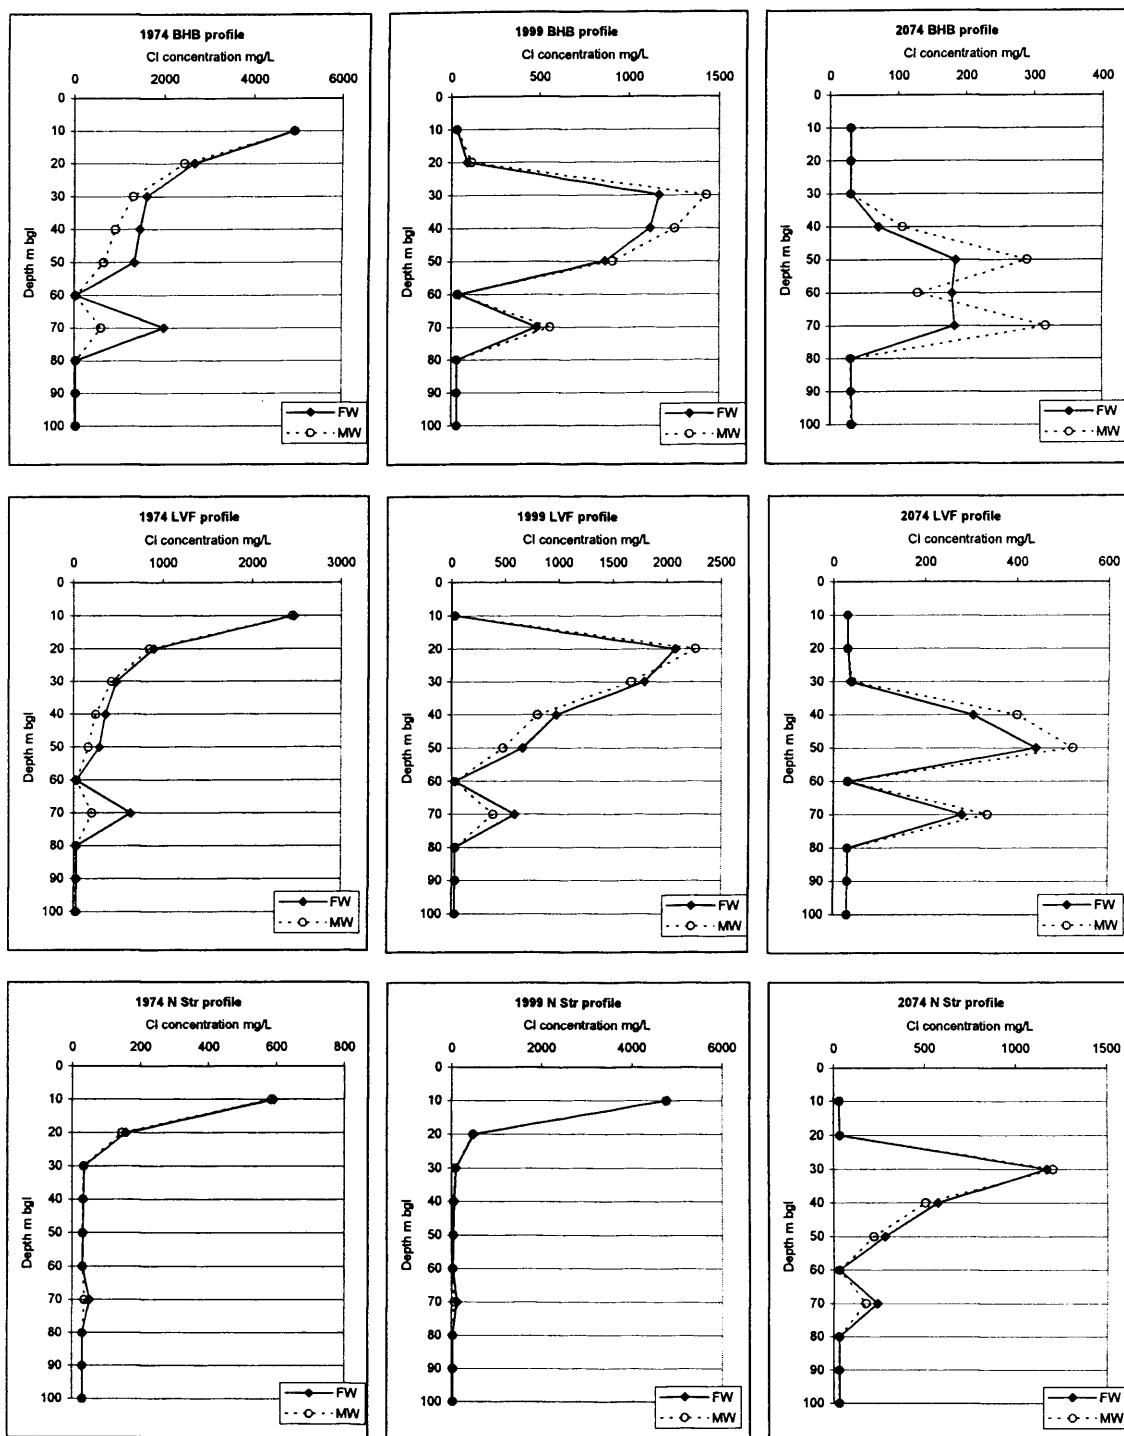 1974 BHB profile
Cl concentration mg/L
0 2000 4000 6000
0
10
20
30
40
50
60
70
80
90
100
Depth m bgl
FW
MW
1999 BHB profile
Cl concentration mg/L
0 500 1000 1500
0
10
20
30
40
50
60
70
80
90
100
Depth m bgl
FW
MW
2074 BHB profile
Cl concentration mg/L
0 100 200 300 400
0
10
20
30
40
50
60
70
80
90
100
Depth m bgl
FW
MW
1974 LVF profile
Cl concentration mg/L
0 1000 2000 3000
0
10
20
30
40
50
60
70
80
90
100
Depth m bgl
FW
MW
1999 LVF profile
Cl concentration mg/L
0 500 1000 1500 2000 2500
0
10
20
30
40
50
60
70
80
90
100
Depth m bgl
FW
MW
2074 LVF profile
Cl concentration mg/L
0 200 400 600
0
10
20
30
40
50
60
70
80
90
100
Depth m bgl
FW
MW
1974 N Str profile
Cl concentration mg/L
0 200 400 600 800
0
10
20
30
40
50
60
70
80
90
100
Depth m bgl
FW
MW
1999 N Str profile
Cl concentration mg/L
0 2000 4000 6000
0
10
20
30
40
50
60
70
80
90
100
Depth m bgl
FW
MW
2074 N Str profile
Cl concentration mg/L
0 500 1000 1500
0
10
20
30
40
50
60
70
80
90
100
Depth m bgl
FW
MW